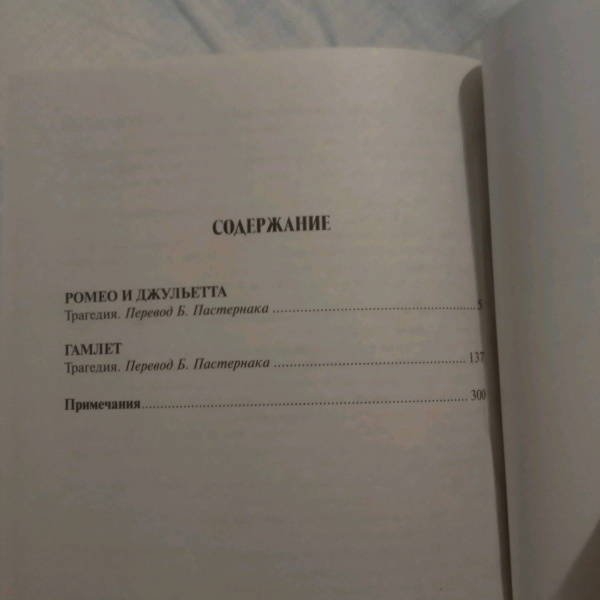 СОДЕРЖАНИЕ
РОМЕО И ДЖУЛЬЕТТА
Трагедия. Перевод Б. Пастернака ........................................ 5
ГАМЛЕТ
Трагедия. Перевод Б. Пастернака ...................................... 137
Примечания.................................................................... 300